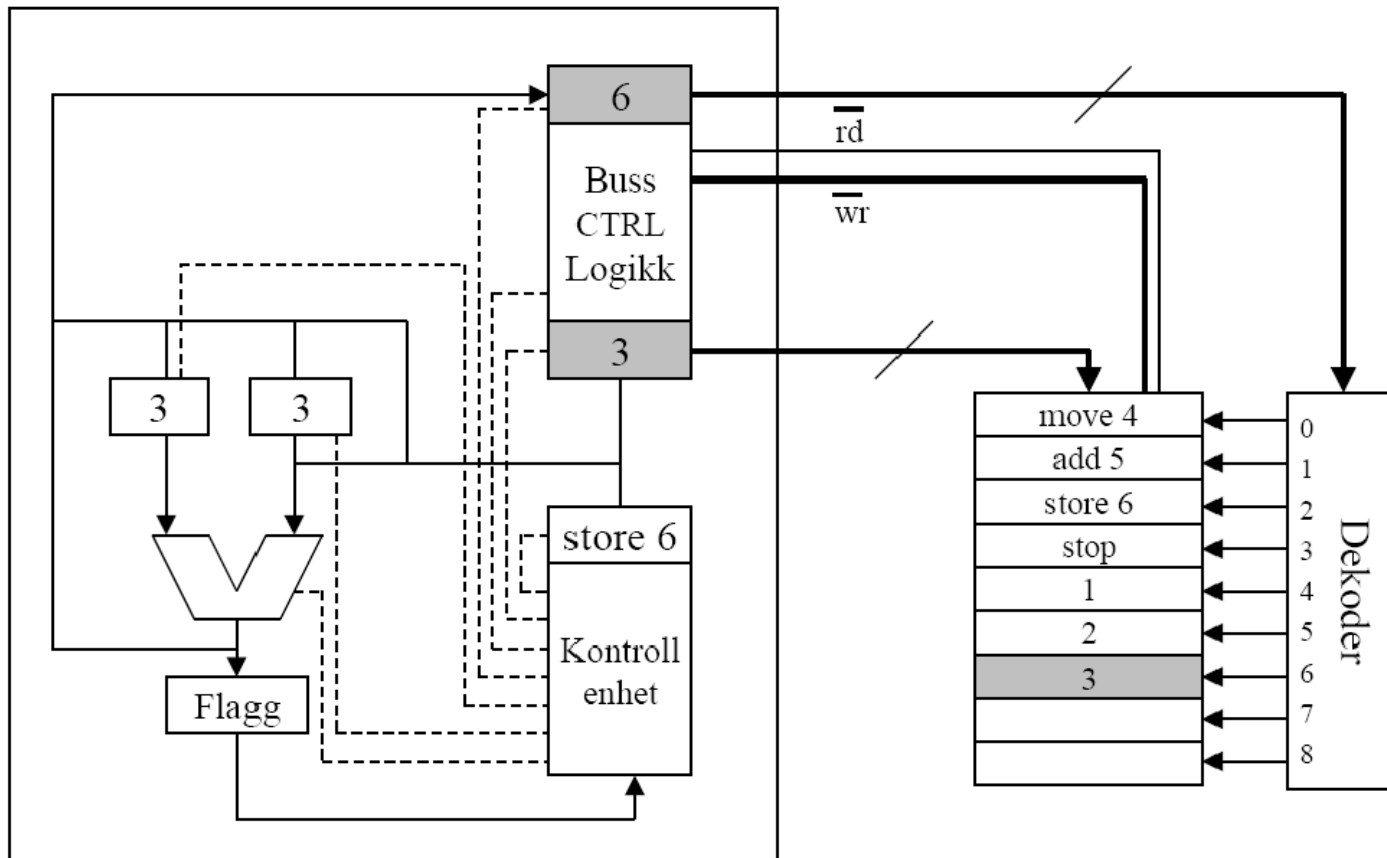 6
rd
Buss
CTRL
Logikk
wr
3
3
3
move 4
add 5
store 6
stop
1
2
3
0
1
2
3
4
5
6
7
8
Dekoder
store 6
Kontroll
enhet
Flagg